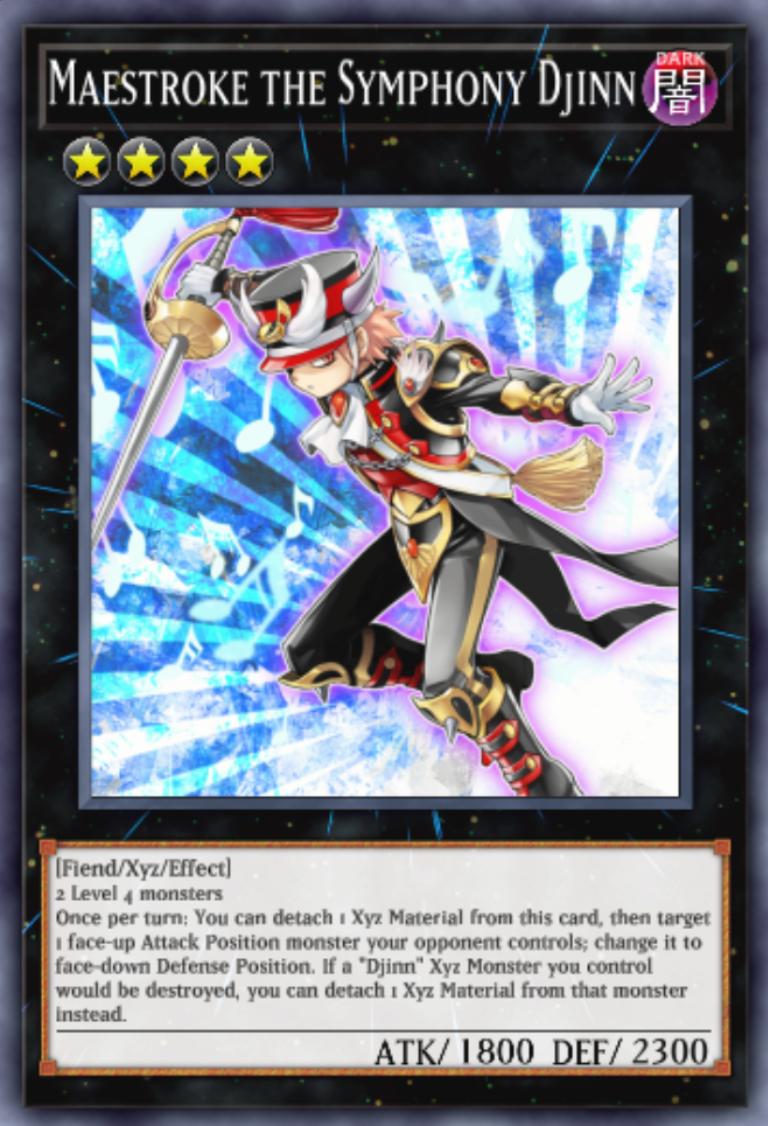 Maestroke the Symphony Djinn
DARK
闇
[Fiend/Xyz/Effect]
2 Level 4 monsters
Once per turn: You can detach 1 Xyz Material from this card, then target
1 face-up Attack Position monster your opponent controls; change it to
face-down Defense Position. If a "Djinn" Xyz Monster you control
would be destroyed, you can detach 1 Xyz Material from that monster
instead.
ATK/ 1800 DEF/ 2300